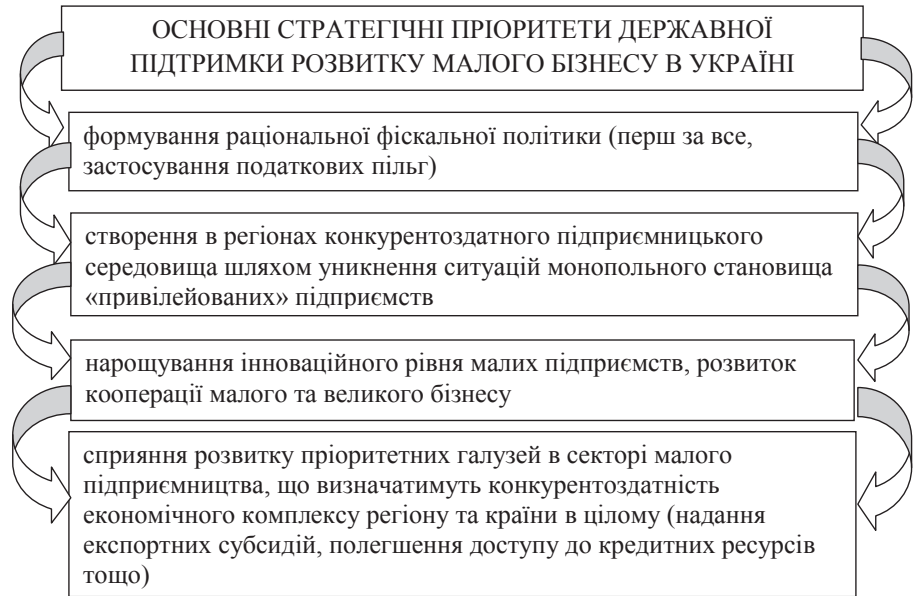 ОСНОВНІ СТРАТЕГІЧНІ ПРІОРИТЕТИ ДЕРЖАВНОЇ
ПІДТРИМКИ РОЗВИТКУ МАЛОГО БІЗНЕСУ В УКРАЇНІ
формування раціональної фіскальної політики (перш за все,
застосування податкових пільг)
створення в регіонах конкурентоздатного підприємницького
середовища шляхом уникнення ситуацій монопольного становища
«привілейованих» підприємств
нарощування інноваційного рівня малих підприємств, розвиток
кооперації малого та великого бізнесу
сприяння розвитку пріоритетних галузей в секторі малого
підприємництва, що визначатимуть конкурентоздатність
економічного комплексу регіону та країни в цілому (надання
експортних субсидій, полегшення доступу до кредитних ресурсів
тощо)